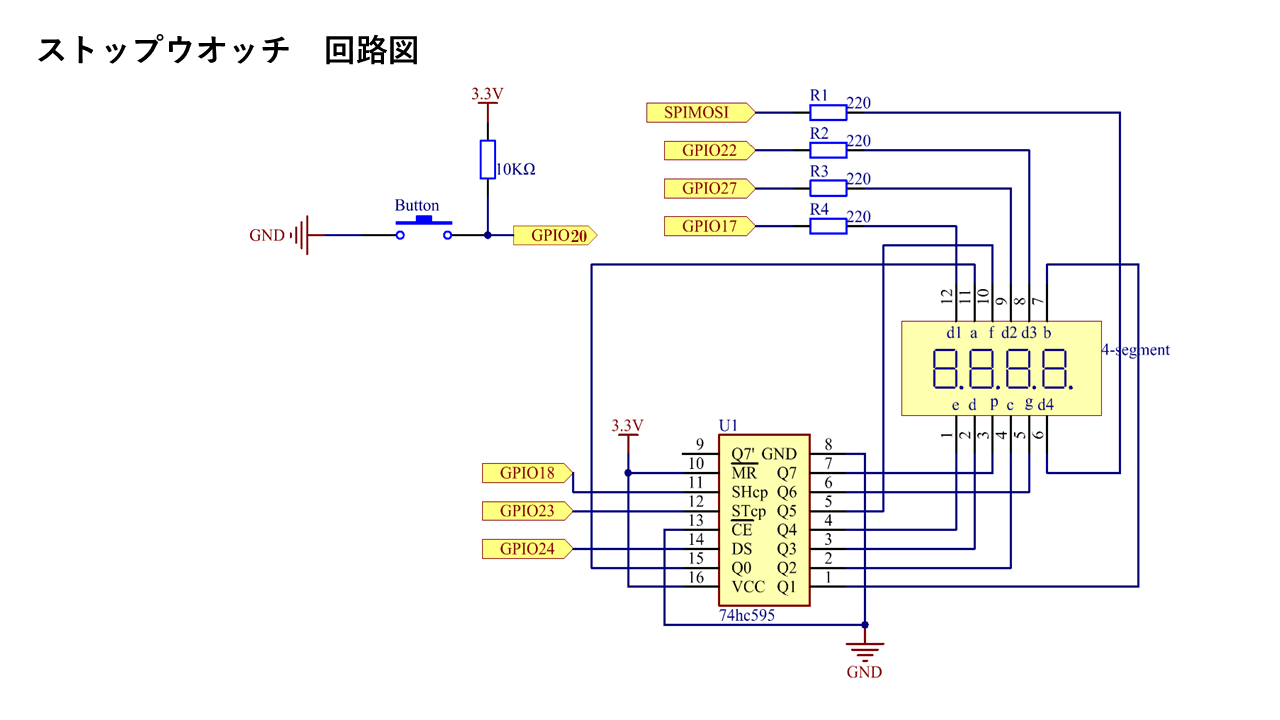 ストップウオッチ　回路図
3.3V
10KΩ
Button
GND
GPIO20
SPIMOSI
R1
220
GPIO22
R2
220
GPIO27
R3
220
GPIO17
R4
220
12 11 10 9 8 7
d1 a f d2 d3 b
4-segment
e d p c g d4
1 2 3 4 5 6
3.3V
U1
GPIO18
GPIO23
GPIO24
9 Q7' GND 8
10 MR Q7 7
11 SHcp Q6 6
12 STcp Q5 5
13 CE Q4 4
14 DS Q3 3
15 Q0 Q2 2
16 VCC Q1 1
74hc595
GND